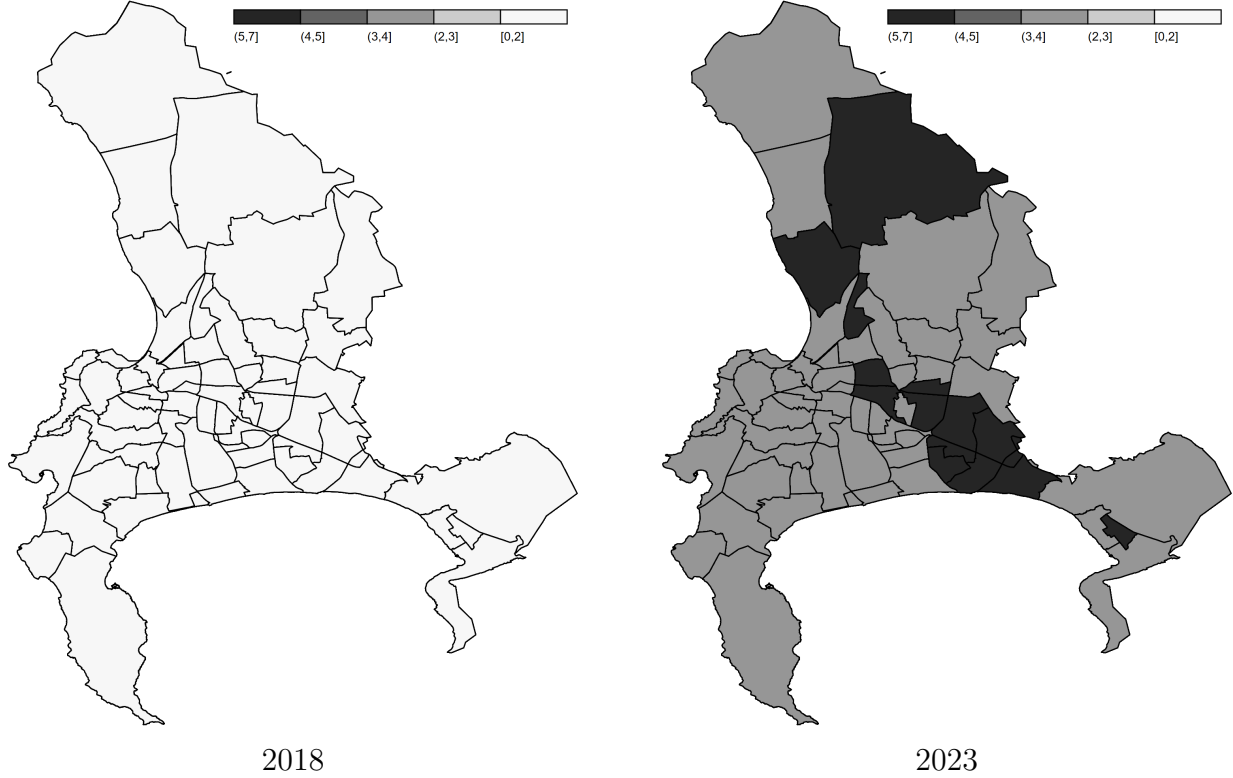 (5,7] (4,5] (3,4] (2,3] [0,2]
(5,7] (4,5] (3,4] (2,3] [0,2]
2018
2023